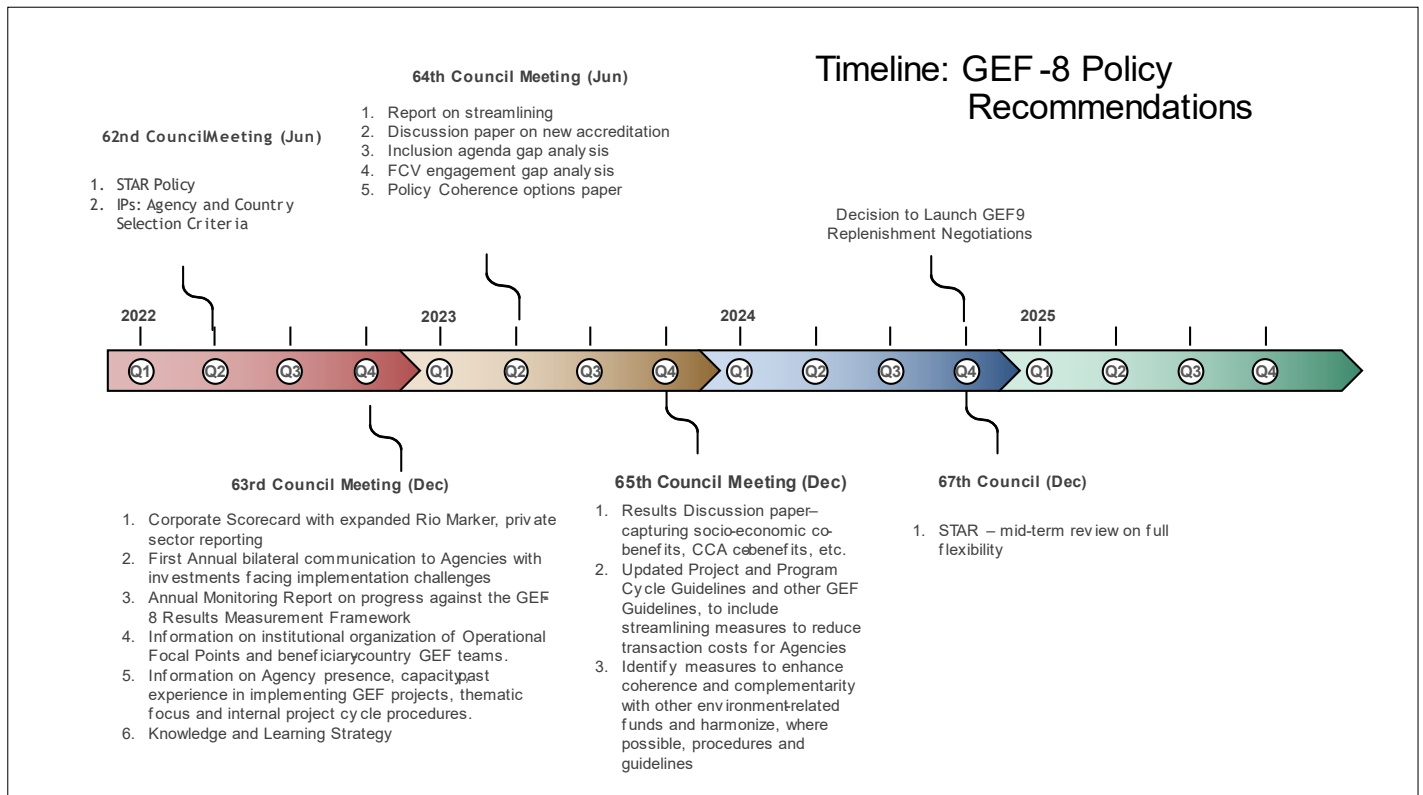 Timeline: GEF -8 Policy
Recommendations
62nd CouncilMeeting (Jun)
1. STAR Policy
2. IPs: Agency and Country
Selection Criteria
64th Council Meeting (Jun)
1. Report on streamlining
2. Discussion paper on new accreditation
3. Inclusion agenda gap analysis
4. FCV engagement gap analysis
5. Policy Coherence options paper
Decision to Launch GEF9
Replenishment Negotiations
2022
2023
2024
2025
Q1 Q2 Q3 Q4 Q1 Q2 Q3 Q4 Q1 Q2 Q3 Q4 Q1 Q2 Q3 Q4
63rd Council Meeting (Dec)
1. Corporate Scorecard with expanded Rio Marker, private
sector reporting
2. First Annual bilateral communication to Agencies with
investments facing implementation challenges
3. Annual Monitoring Report on progress against the GEF-
8 Results Measurement Framework
4. Information on institutional organization of Operational
Focal Points and beneficiary-country GEF teams.
5. Information on Agency presence, capacity,past
experience in implementing GEF projects, thematic
focus and internal project cycle procedures.
6. Knowledge and Learning Strategy
65th Council Meeting (Dec)
1. Results Discussion paper–
capturing socio-economic co-
benefits, CCA cobenefits, etc.
2. Updated Project and Program
Cycle Guidelines and other GEF
Guidelines, to include
streamlining measures to reduce
transaction costs for Agencies
3. Identify measures to enhance
coherence and complementarity
with other environment-related
funds and harmonize, where
possible, procedures and
guidelines
67th Council (Dec)
1. STAR – mid-term review on full
flexibility